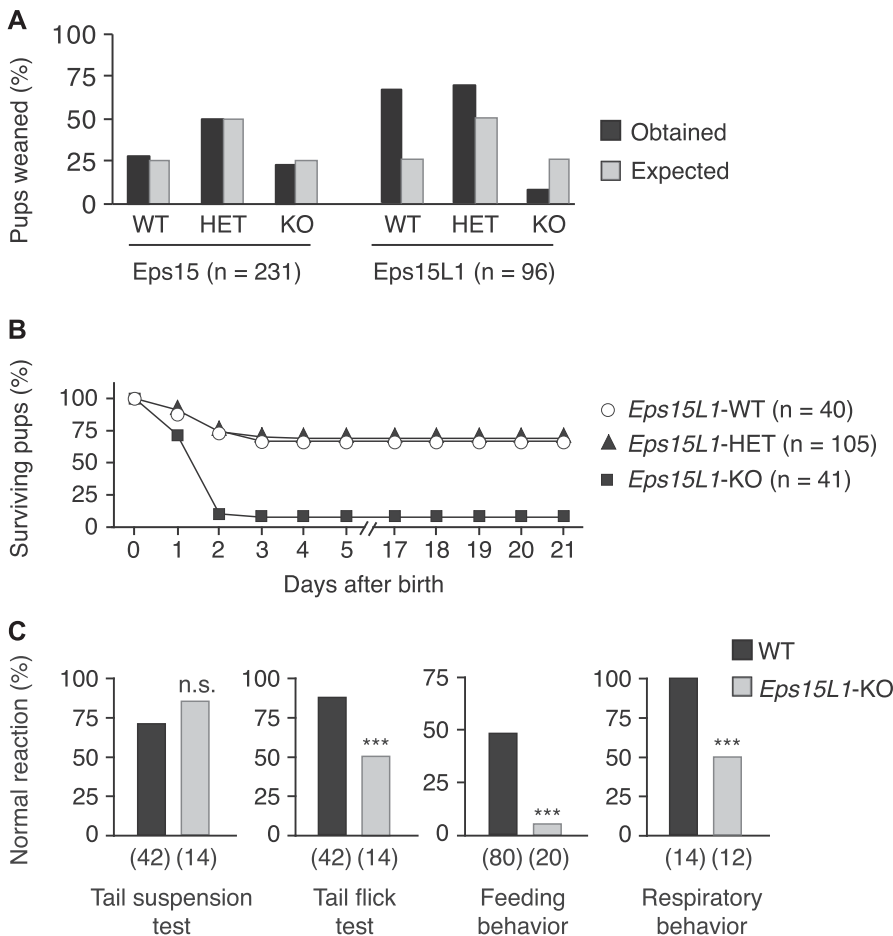 A
Pups weaned (%)
100
75
50
25
0
WT HET KO WT HET KO
Eps15 (n = 231) Eps15L1 (n = 96)
Obtained
Expected
B
Surviving pups (%)
100
75
50
25
0
0 1 2 3 4 5 17 18 19 20 21
Days after birth
Eps15L1-WT (n = 40)
Eps15L1-HET (n = 105)
Eps15L1-KO (n = 41)
C
WT
Eps15L1-KO
Normal reaction (%)
100
75
50
25
0
n.s.
(42) (14)
Tail suspension
test
100
75
50
25
0
***
(42) (14)
Tail flick
test
75
50
25
0
***
(80) (20)
Feeding
behavior
100
75
50
25
0
***
(14) (12)
Respiratory
behavior